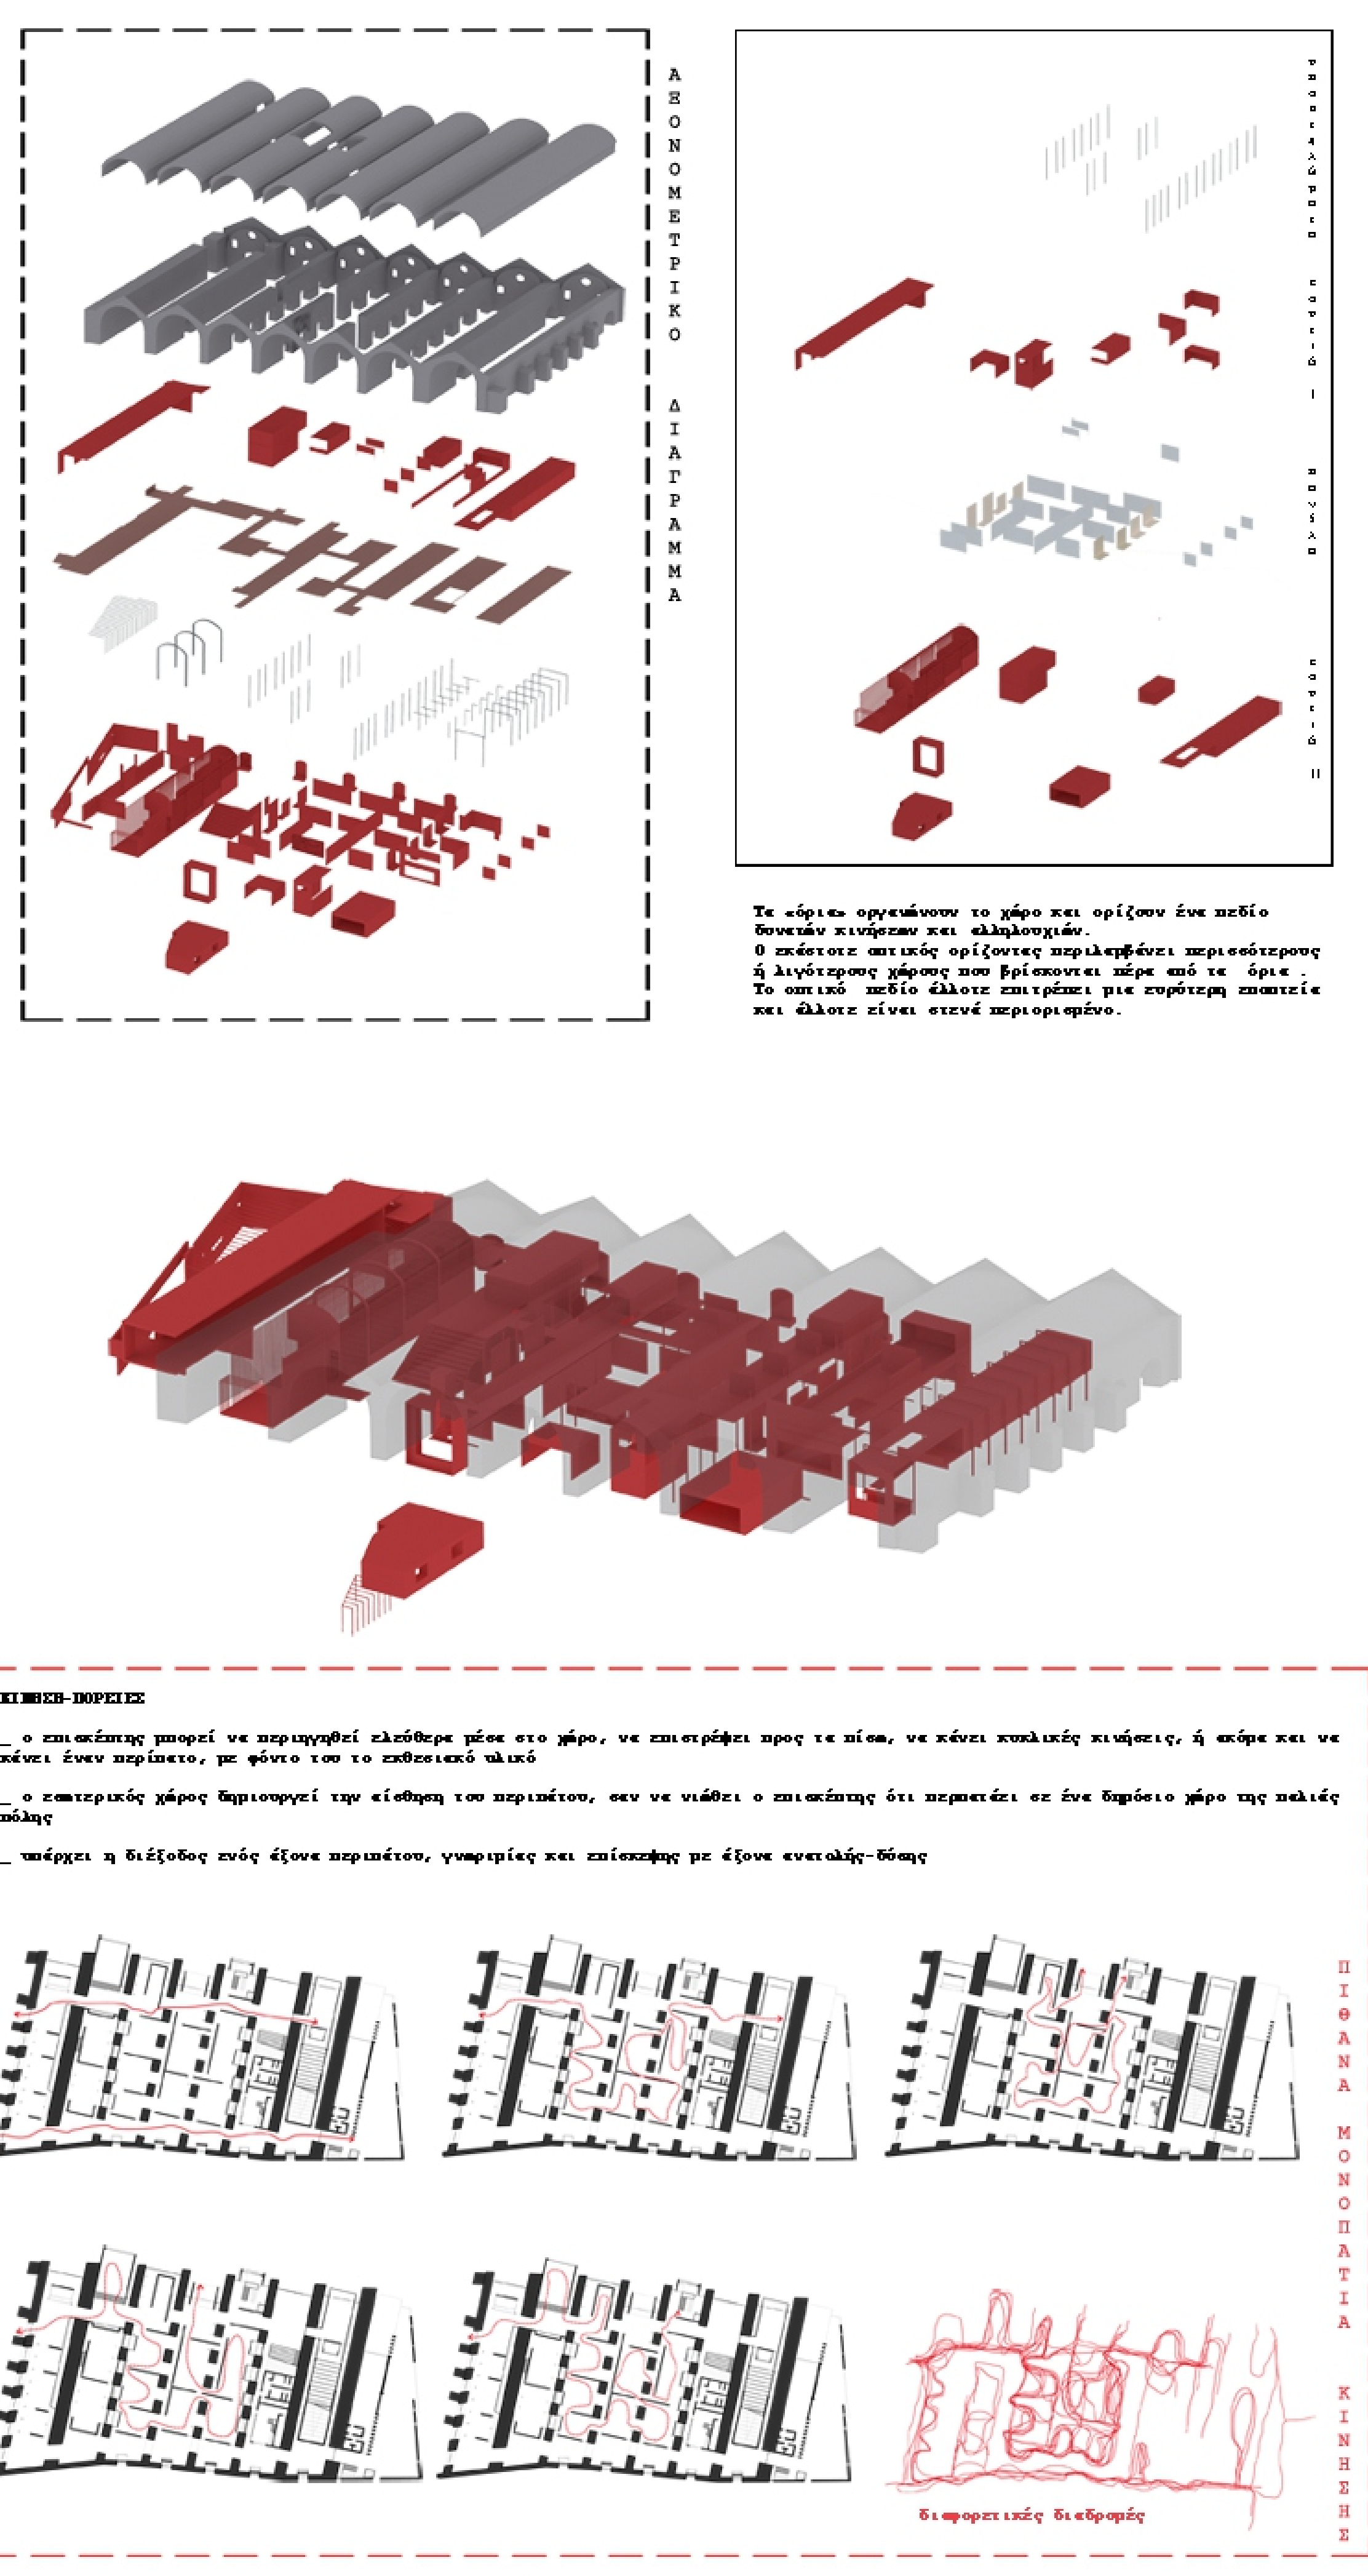 ΑΞΟΝΟΜΕΤΡΙΚΟ ΔΙΑΓΡΑΜΜΑ
πανέλα
Τα «όρια» οργανώνουν το χώρο και ορίζουν ένα πεδίο
δυνατών κινήσεων και αλληλουχιών.
Ο εκάστοτε οπτικός ορίζοντας περιλαμβάνει περισσότερους
ή λιγότερους χώρους που βρίσκονται πέρα από τα όρια .
Το οπτικό πεδίο άλλοτε επιτρέπει μια ευρύτερη εποπτεία
και άλλοτε είναι στενά περιορισμένο.
ΚΙΝΗΣΗ-ΠΟΡΕΙΕΣ
_ ο επισκέπτης μπορεί να περιηγηθεί ελεύθερα μέσα στο χώρο, να επιστρέψει προς τα πίσω, να κάνει κυκλικές κινήσεις, ή ακόμα και να
κάνει έναν περίπατο, με φόντο του το εκθεσιακό υλικό
_ ο εσωτερικός χώρος δημιουργεί την αίσθηση του περιπάτου, σαν να νιώθει ο επισκέπτης ότι περπατάει σε ένα δημόσιο χώρο της παλιάς
πόλης
_ υπάρχει η διέξοδος ενός άξονα περιπάτου, γνωριμίας και επίσκεψης με άξονα ανατολής-δύσης
ΠΙΘΑΝΑ ΜΟΝΟΠΑΤΙΑ ΚΙΝΗΣΗΣ
διαφορετικές διαδρομές